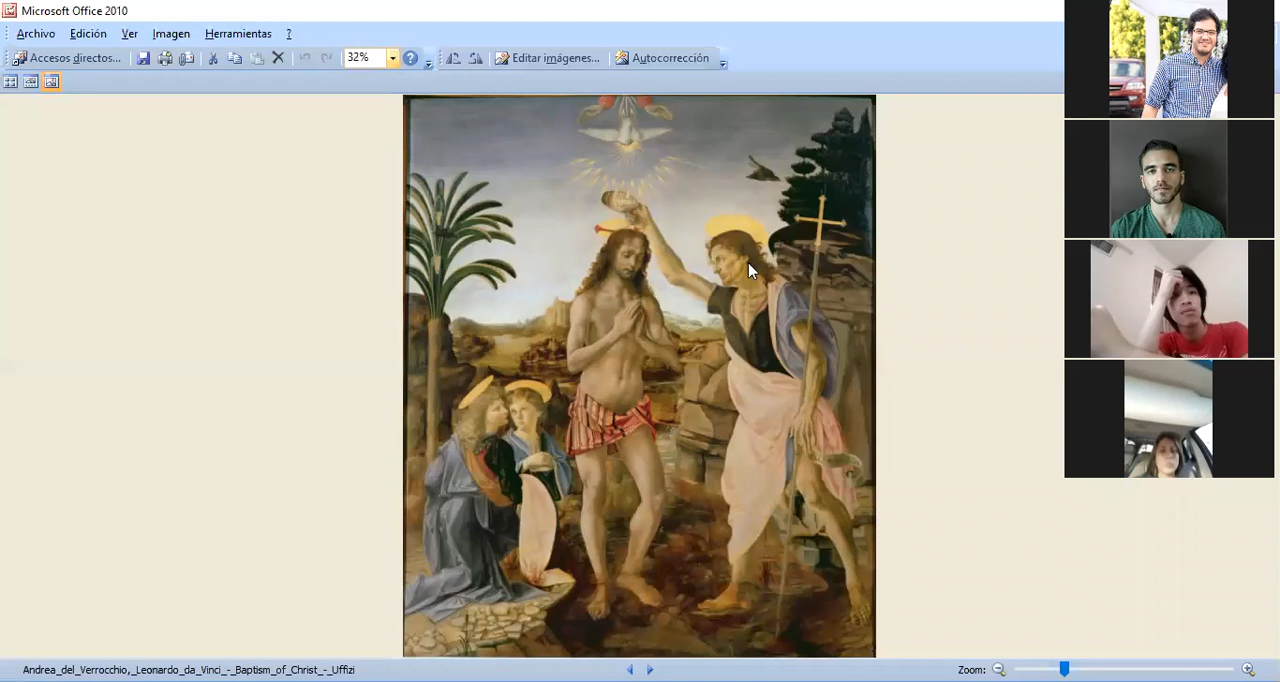 Microsoft Office 2010
Archivo Edición Ver Imagen Herramientas ?
Accesos directos... 32% Editar imágenes... Autocorrección
Andrea_del_Verrocchio,_Leonardo_da_Vinci_-_Baptism_of_Christ_-_Uffizi Zoom: